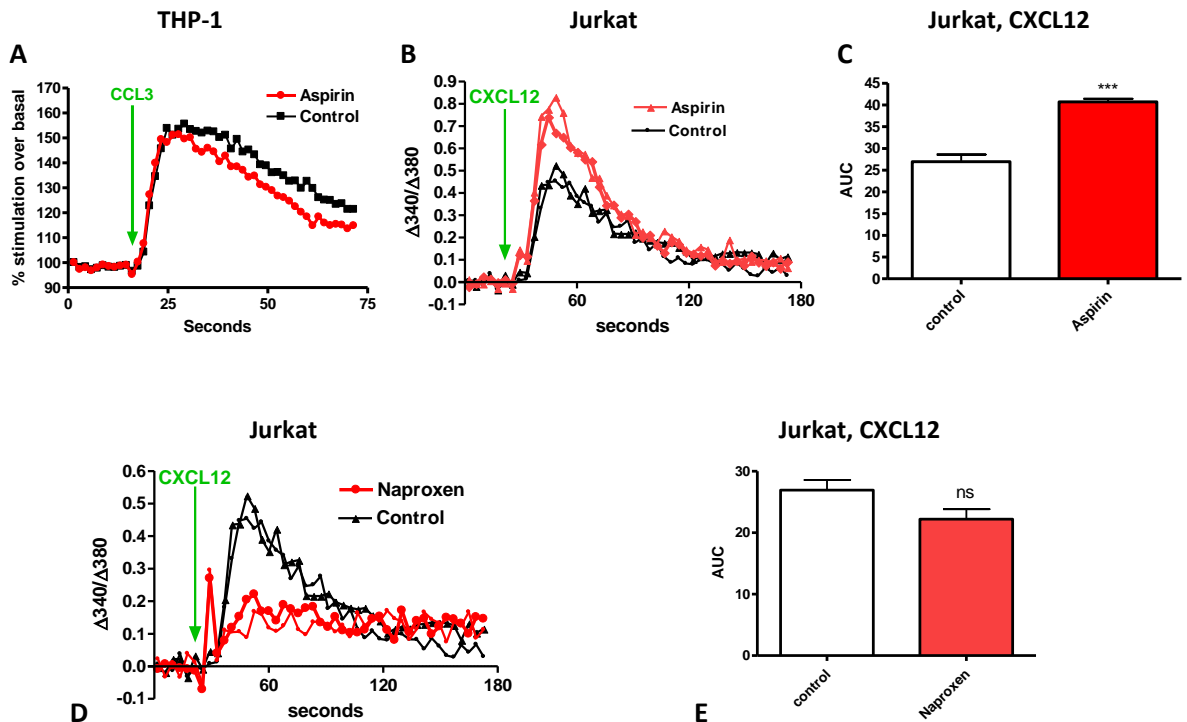 THP-1
A
CCL3
Aspirin
Control
% stimulation over basal
170
160
150
140
130
120
110
100
90
0
25
50
75
Seconds
Jurkat
B
CXCL12
Aspirin
Control
Δ340/Δ380
0.9
0.8
0.7
0.6
0.5
0.4
0.3
0.2
0.1
0.0
-0.1
60
120
180
seconds
Jurkat, CXCL12
C
***
AUC
45
40
35
30
25
20
15
10
5
0
control
Aspirin
Jurkat
CXCL12
Naproxen
Control
Δ340/Δ380
0.6
0.5
0.4
0.3
0.2
0.1
0.0
-0.1
60
120
180
seconds
D
Jurkat, CXCL12
ns
AUC
30
20
10
0
control
Naproxen
E